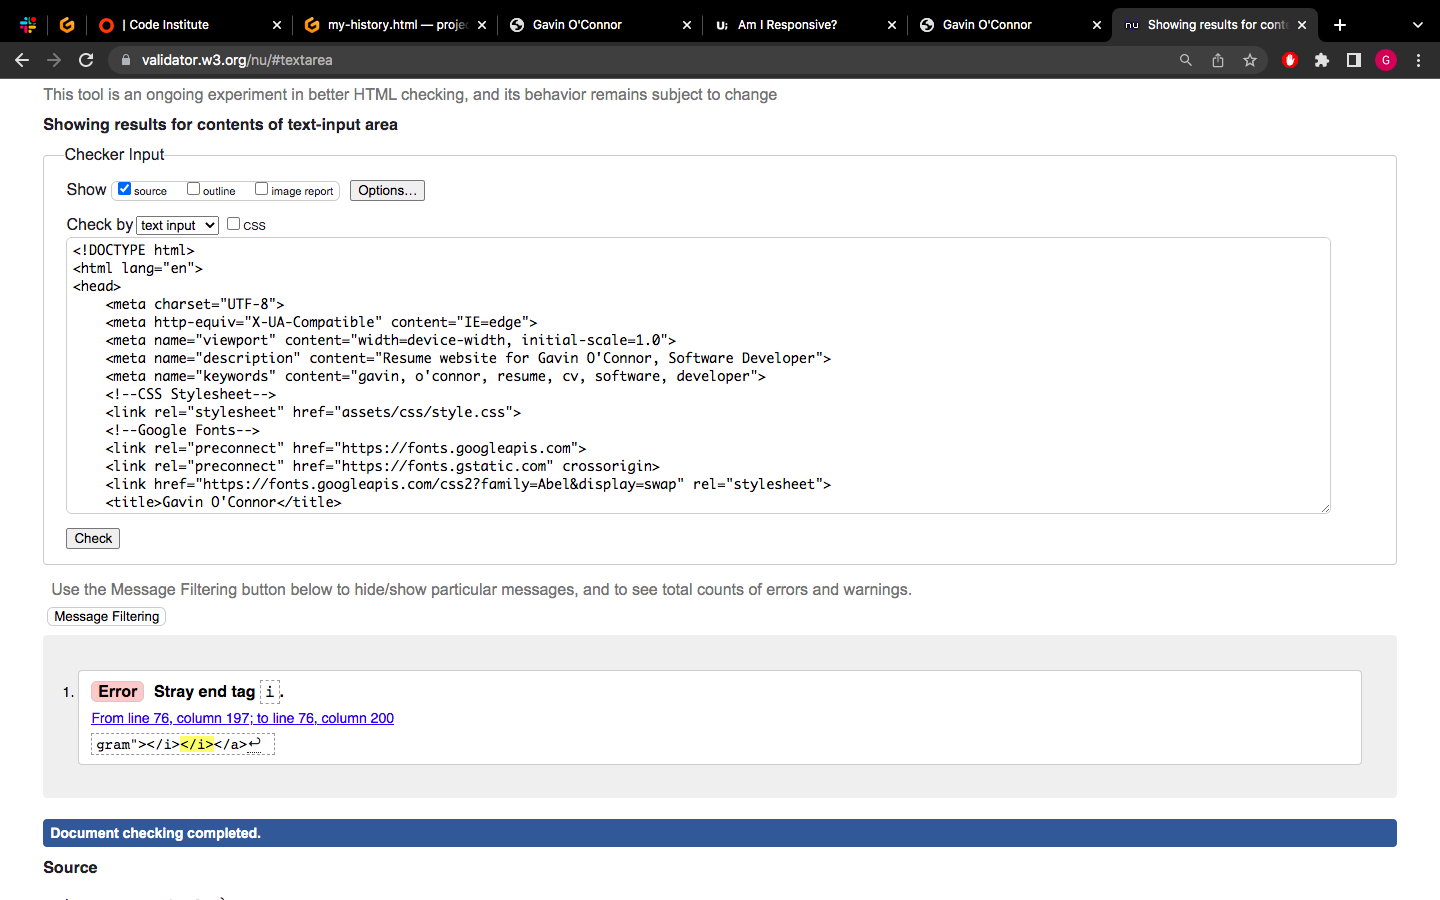 | Code Institute
my-history.html — proje
Gavin O'Connor
Am I Responsive?
Gavin O'Connor
Showing results for conte
validator.w3.org/nu/#textarea
G
This tool is an ongoing experiment in better HTML checking, and its behavior remains subject to change
Showing results for contents of text-input area
Checker Input
Show source outline image report Options...
Check by text input CSS
<!DOCTYPE html>
<html lang="en">
<head>
<meta charset="UTF-8">
<meta http-equiv="X-UA-Compatible" content="IE=edge">
<meta name="viewport" content="width=device-width, initial-scale=1.0">
<meta name="description" content="Resume website for Gavin O'Connor, Software Developer">
<meta name="keywords" content="gavin, o'connor, resume, cv, software, developer">
<!--CSS Stylesheet-->
<link rel="stylesheet" href="assets/css/style.css">
<!--Google Fonts-->
<link rel="preconnect" href="https://fonts.googleapis.com">
<link rel="preconnect" href="https://fonts.gstatic.com" crossorigin>
<link href="https://fonts.googleapis.com/css2?family=Abel&display=swap" rel="stylesheet">
<title>Gavin O'Connor</title>
Check
Use the Message Filtering button below to hide/show particular messages, and to see total counts of errors and warnings.
Message Filtering
1. Error Stray end tag i.
From line 76, column 197; to line 76, column 200
gram"></i></i></a>↩
Document checking completed.
Source